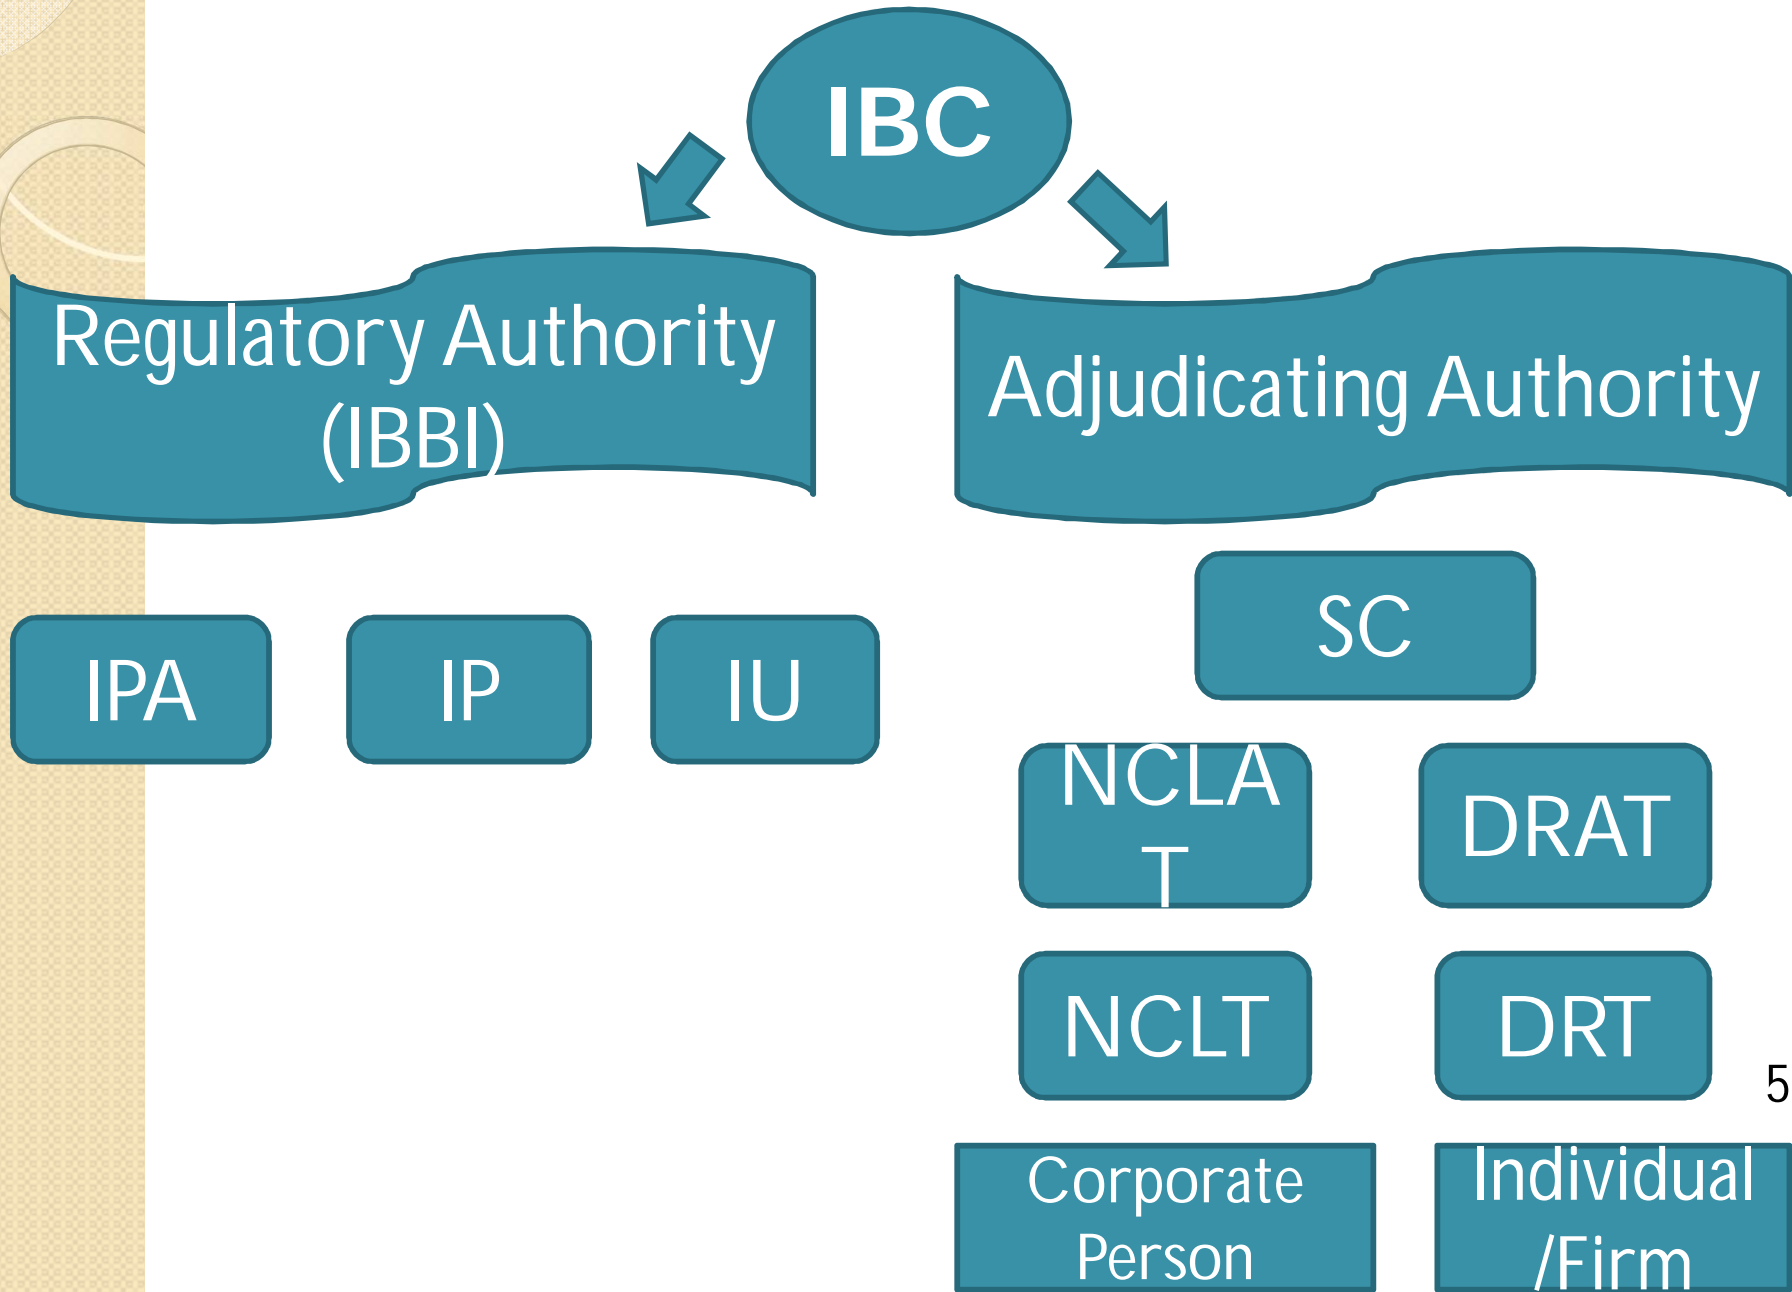 IBC
Regulatory Authority
(IBBI)
Adjudicating Authority
IPA
IP
IU
SC
NCLA
T
DRAT
NCLT
DRT
5
Corporate
Person
Individual
/Firm